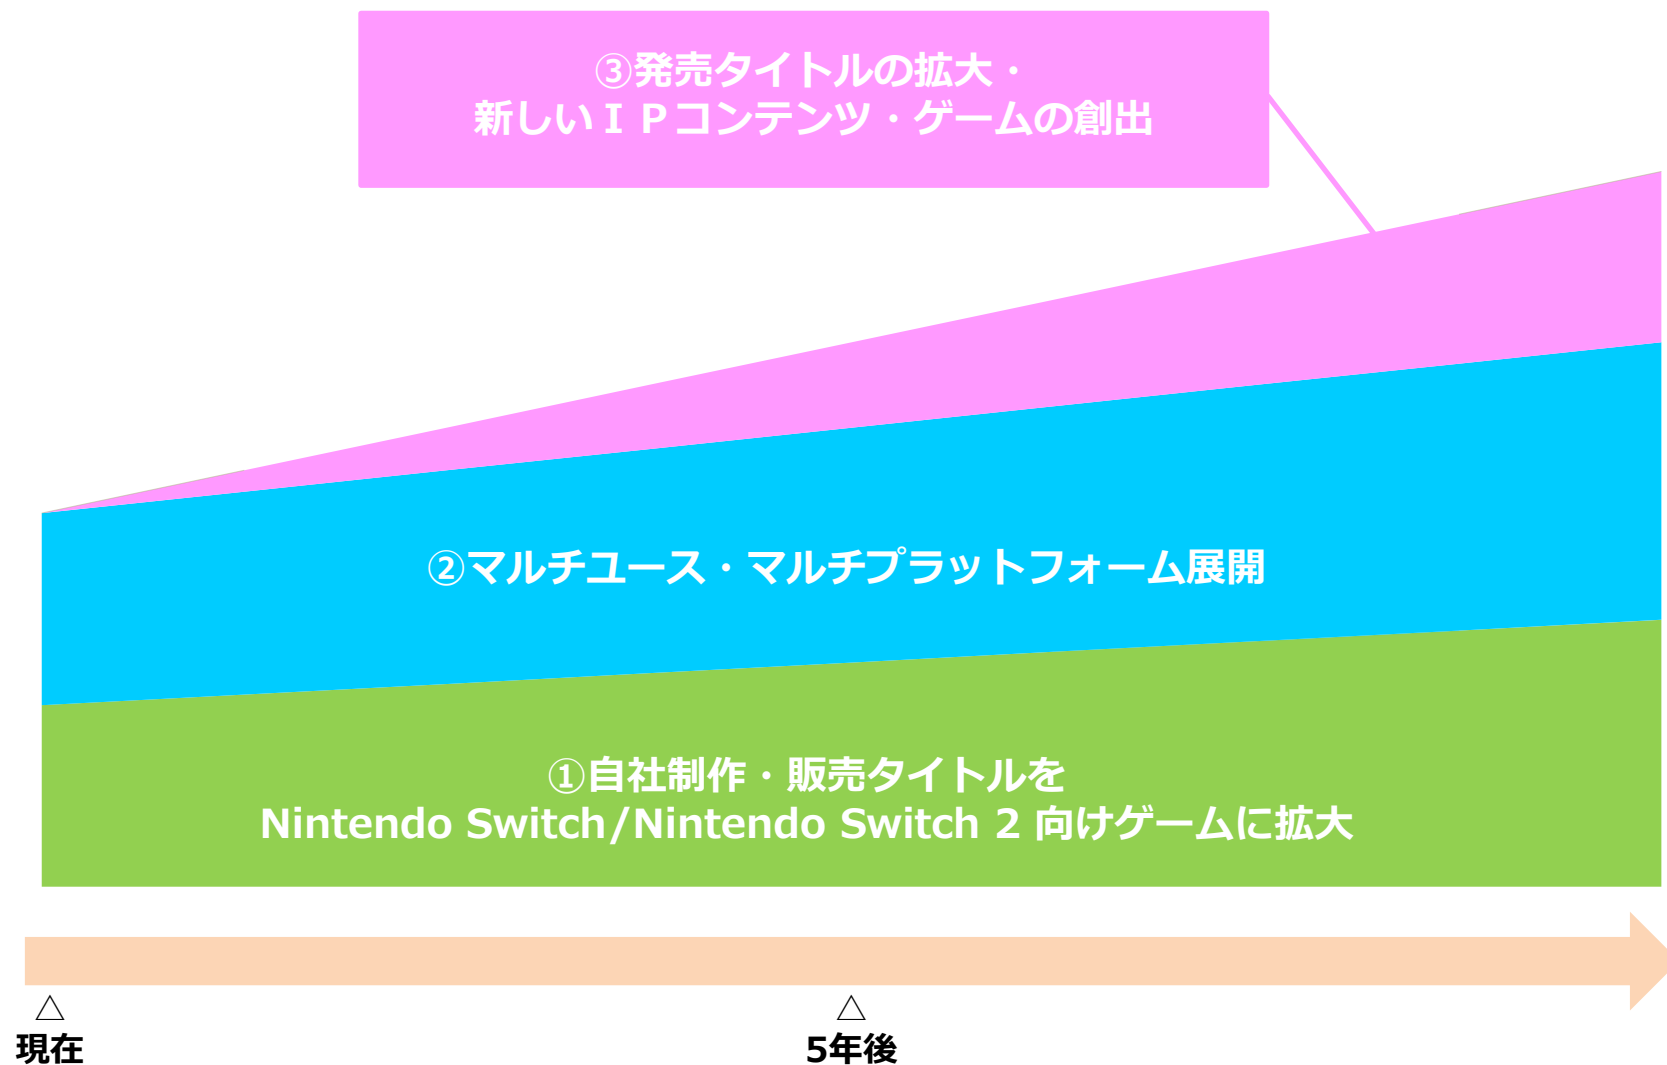 ③発売タイトルの拡大・
新しいＩＰコンテンツ・ゲームの創出
②マルチユース・マルチプラットフォーム展開
①自社制作・販売タイトルを
Nintendo Switch/Nintendo Switch 2 向けゲームに拡大
△ △
現在 5年後